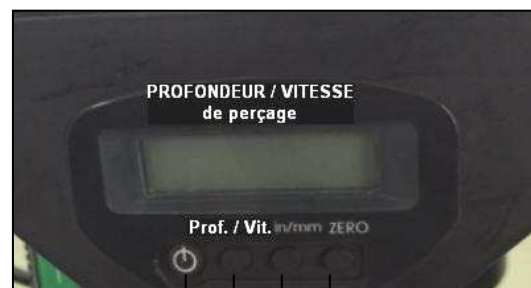 PROFONDEUR / VITESSE
de perçage
Prof. / Vit. in/mm ZERO